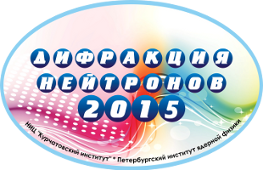 ДИФРАКЦИЯ
НЕЙТРОНОВ
2015
НИЦ "Курчатовский институт" * Петербургский институт ядерной физики